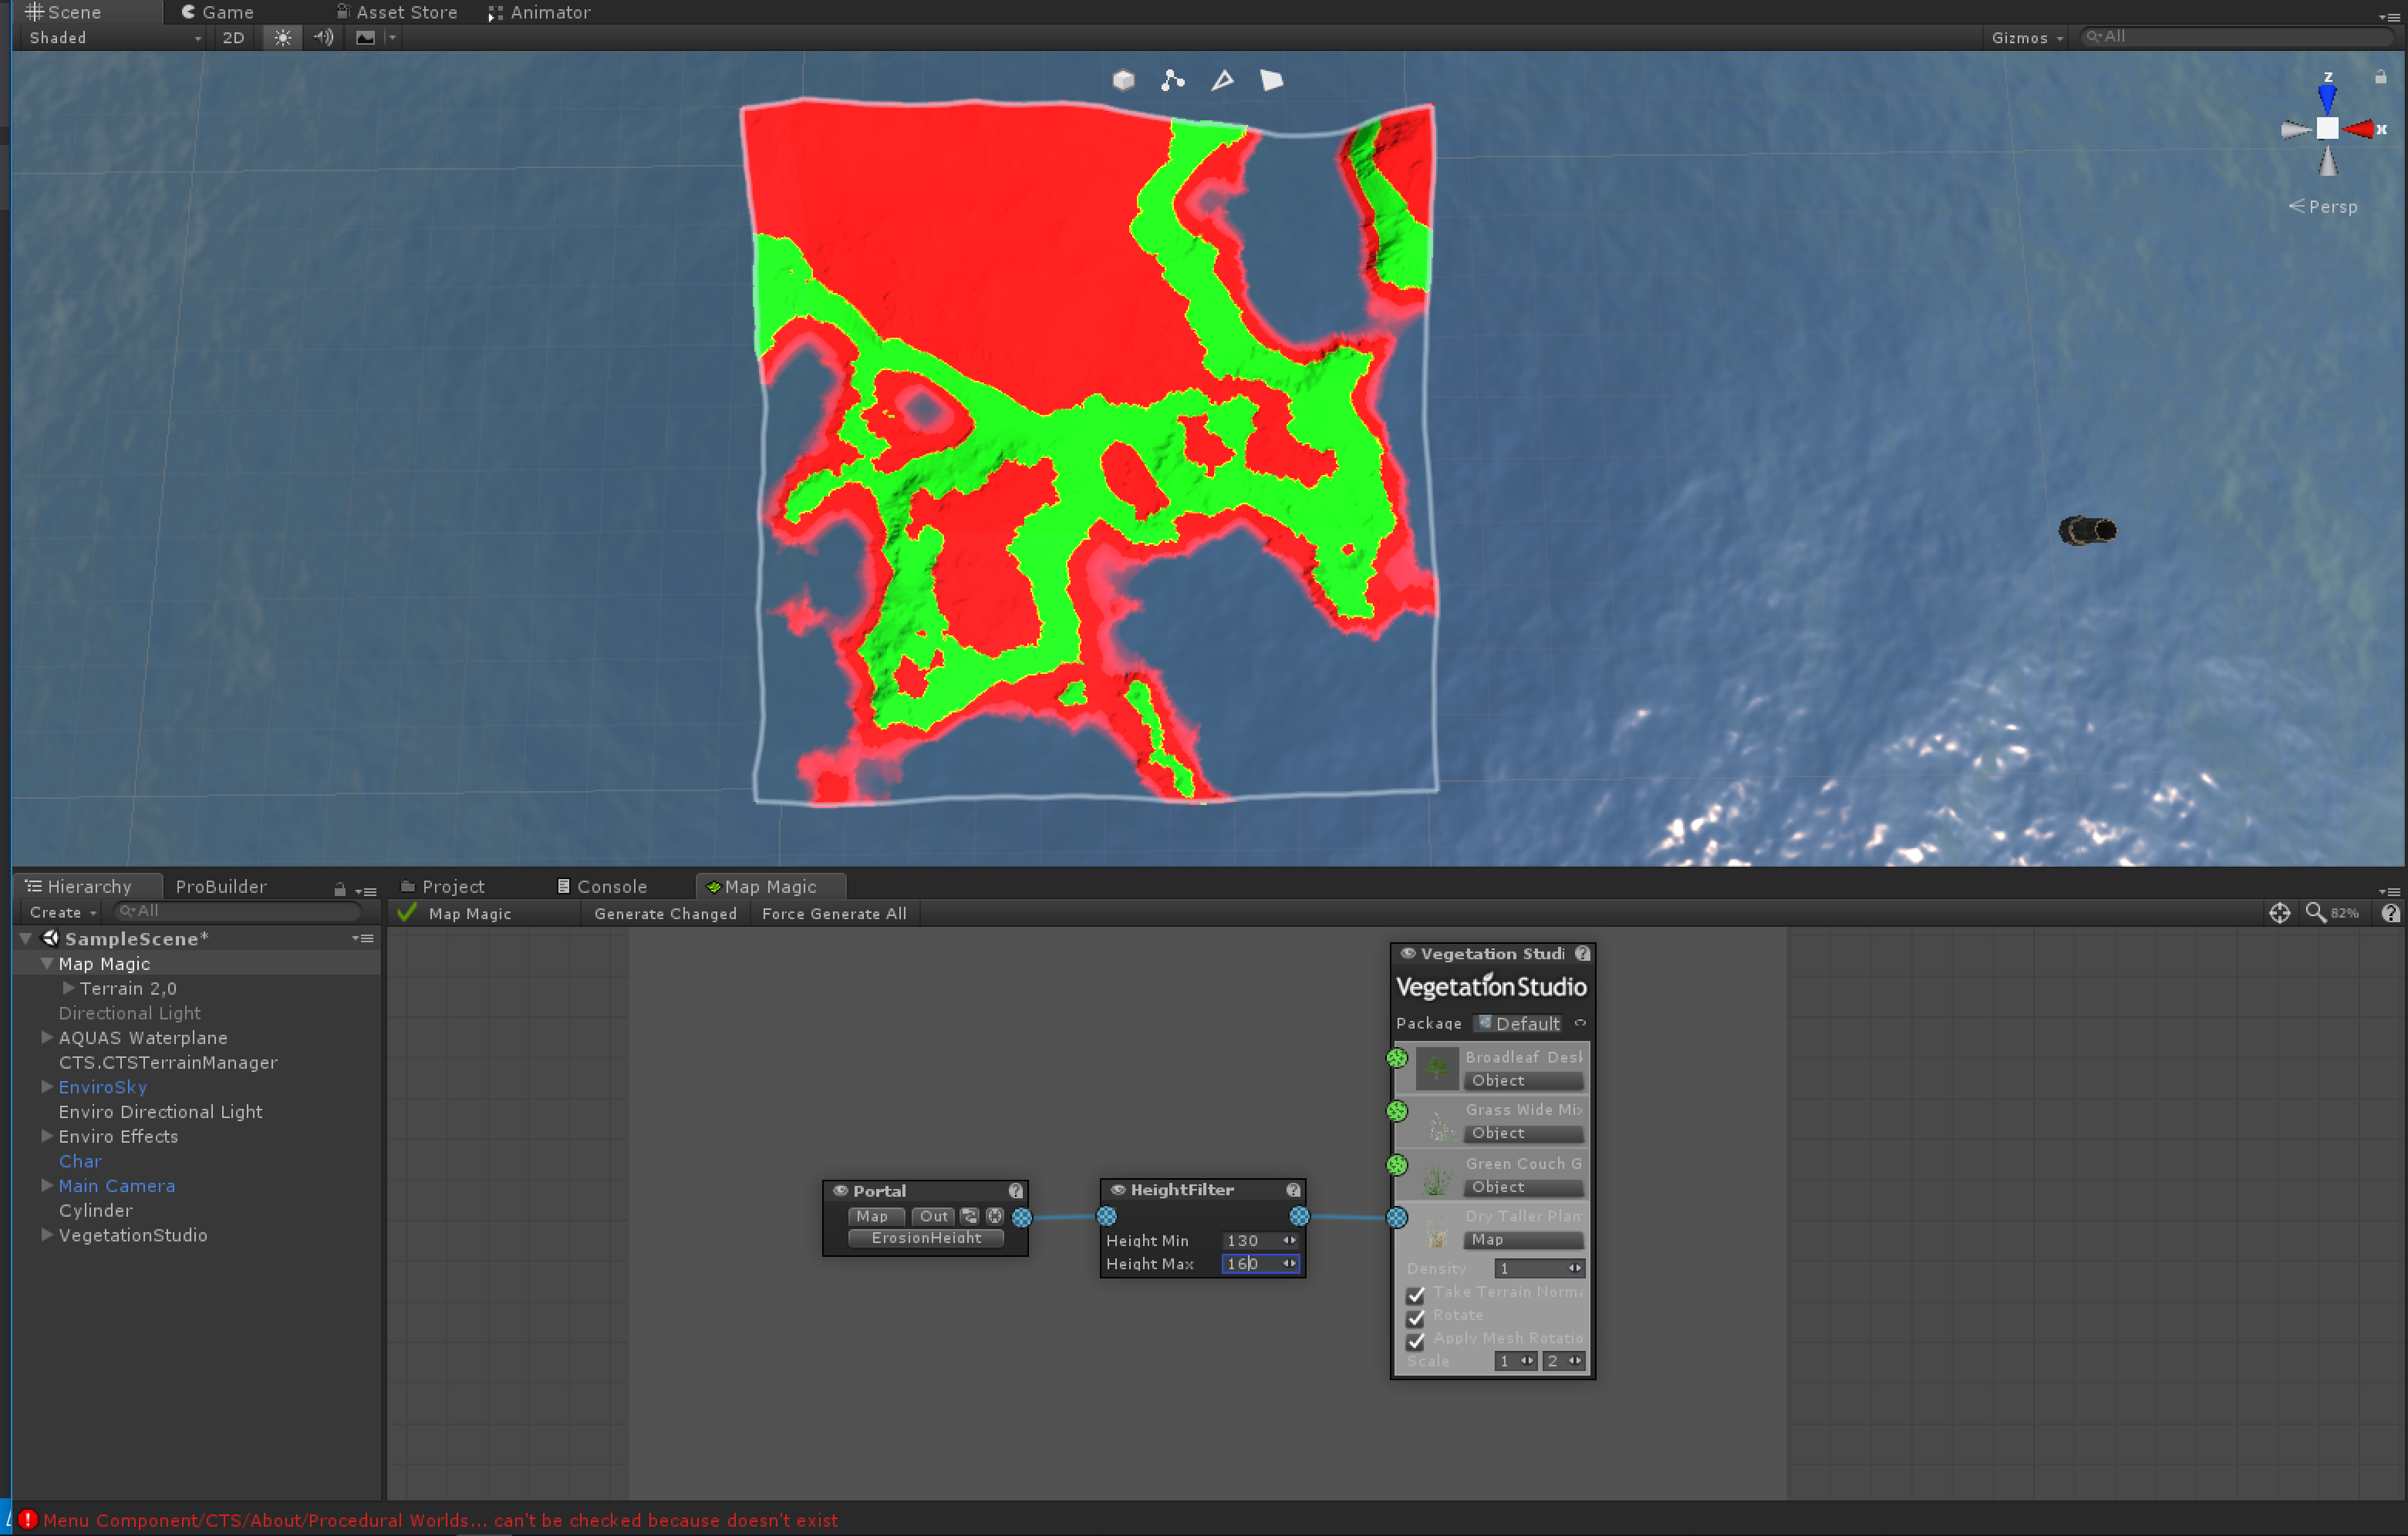 Scene Game Asset Store Animator
Shaded 2D Gizmos All
z
x
Persp
Hierarchy ProBuilder Project Console Map Magic
Create All Map Magic Generate Changed Force Generate All 82%
SampleScene*
Map Magic
Terrain 2,0
Directional Light
AQUAS Waterplane
CTS.CTSTerrainManager
EnviroSky
Enviro Directional Light
Enviro Effects
Char
Main Camera
Cylinder
VegetationStudio
Portal
Map Out
ErosionHeight
HeightFilter
Height Min 130
Height Max 160
Vegetation Studi
VegetationStudio
Package Default
Broadleaf Desk
Object
Grass Wide Mix
Object
Green Couch G
Object
Dry Taller Plan
Map
Density 1
Take Terrain Norma
Rotate
Apply Mesh Rotatio
Scale 1 2
Menu Component/CTS/About/Procedural Worlds... can't be checked because doesn't exist